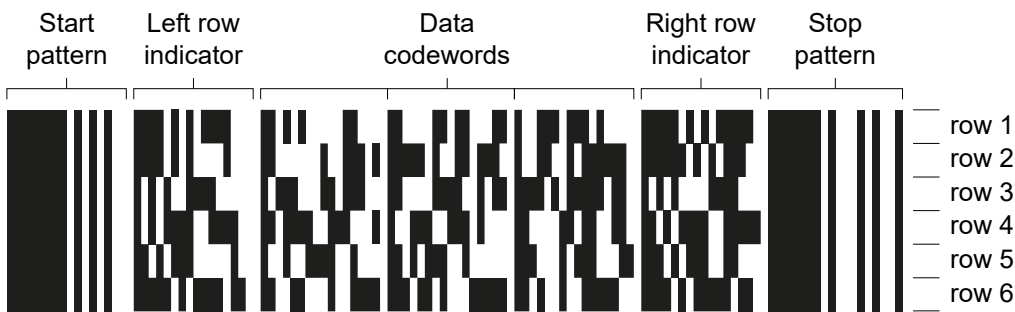 Start pattern
Left row indicator
Data codewords
Right row indicator
Stop pattern
row 1
row 2
row 3
row 4
row 5
row 6